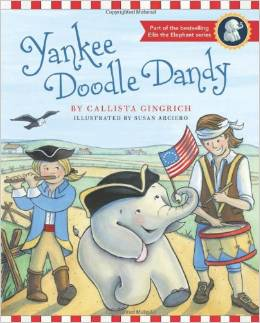 Part of the bestselling
Ellis the Elephant series
Yankee
Doodle Dandy
BY CALLISTA GINGRICH
ILLUSTRATED BY SUSAN ARCIERO